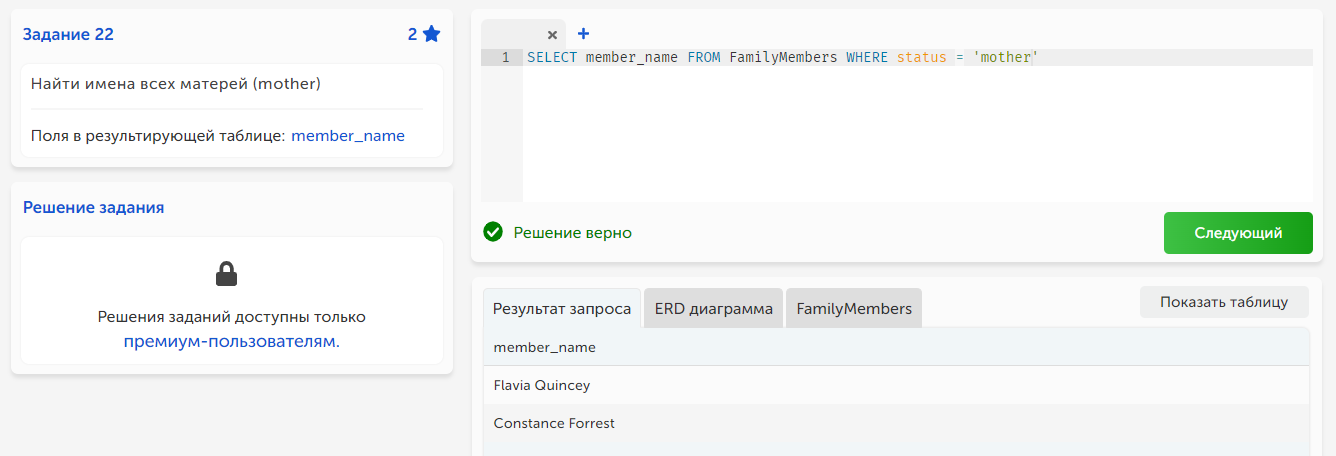 Задание 22
2
Найти имена всех матерей (mother)
Поля в результирующей таблице: member_name
Решение задания
Решения заданий доступны только
премиум-пользователям.
× +
1 SELECT member_name FROM FamilyMembers WHERE status = 'mother'
Решение верно
Следующий
Результат запроса ERD диаграмма FamilyMembers
Показать таблицу
member_name
Flavia Quincey
Constance Forrest